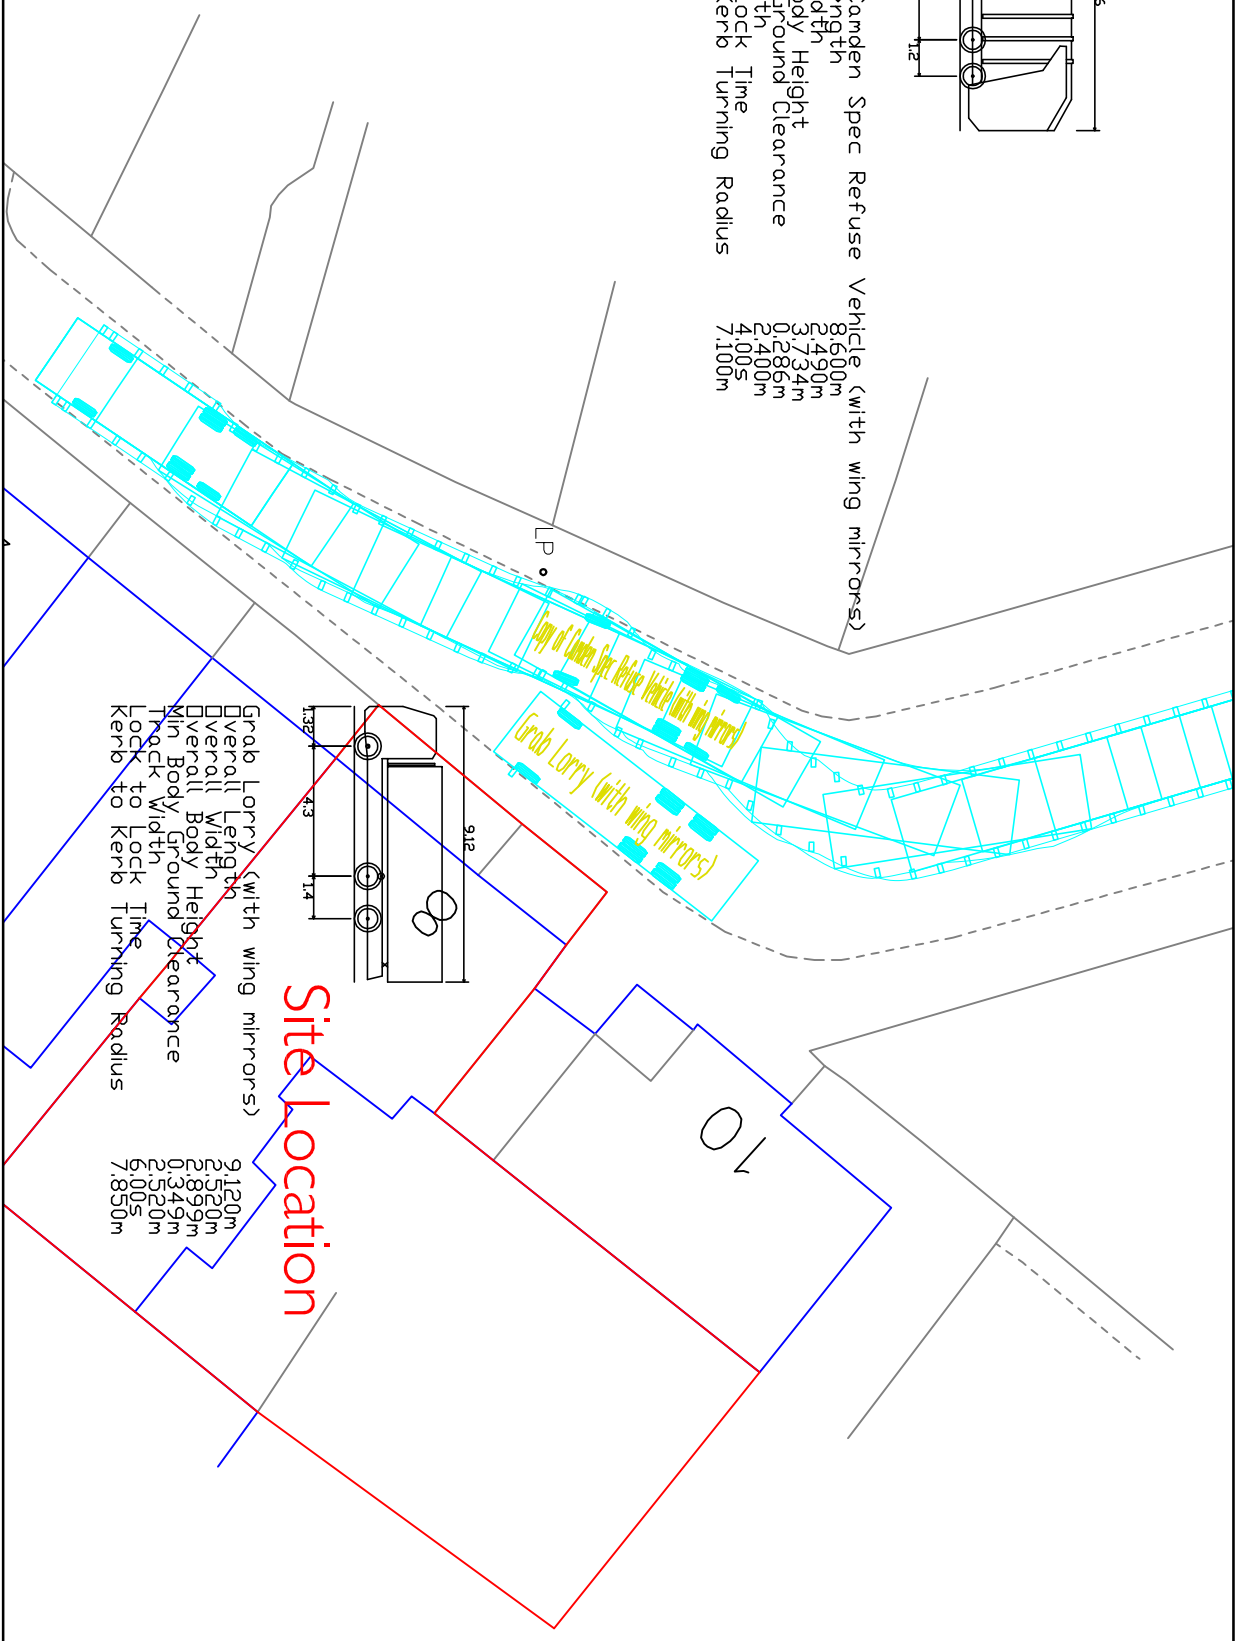 Camden Spec Refuse Vehicle (with wing mirrors)
ngth 8.600m
dth 2.490m
dy Height 3.734m
round Clearance 0.286m
th 2.400m
ock Time 4.00s
Kerb Turning Radius 7.100m
1.2
LP
Copy of Camden Spec Refuse Vehicle (with wing mirrors)
Grab Lorry (with wing mirrors)
9.12
1.32
4.3
1.4
Grab Lorry (with wing mirrors)
Overall Length 9.120m
Overall Width 2.520m
Overall Body Height 2.899m
Min Body Ground Clearance 0.349m
Track Width 2.520m
Lock to Lock Time 6.00s
Kerb to Kerb Turning Radius 7.850m
Site Location
10